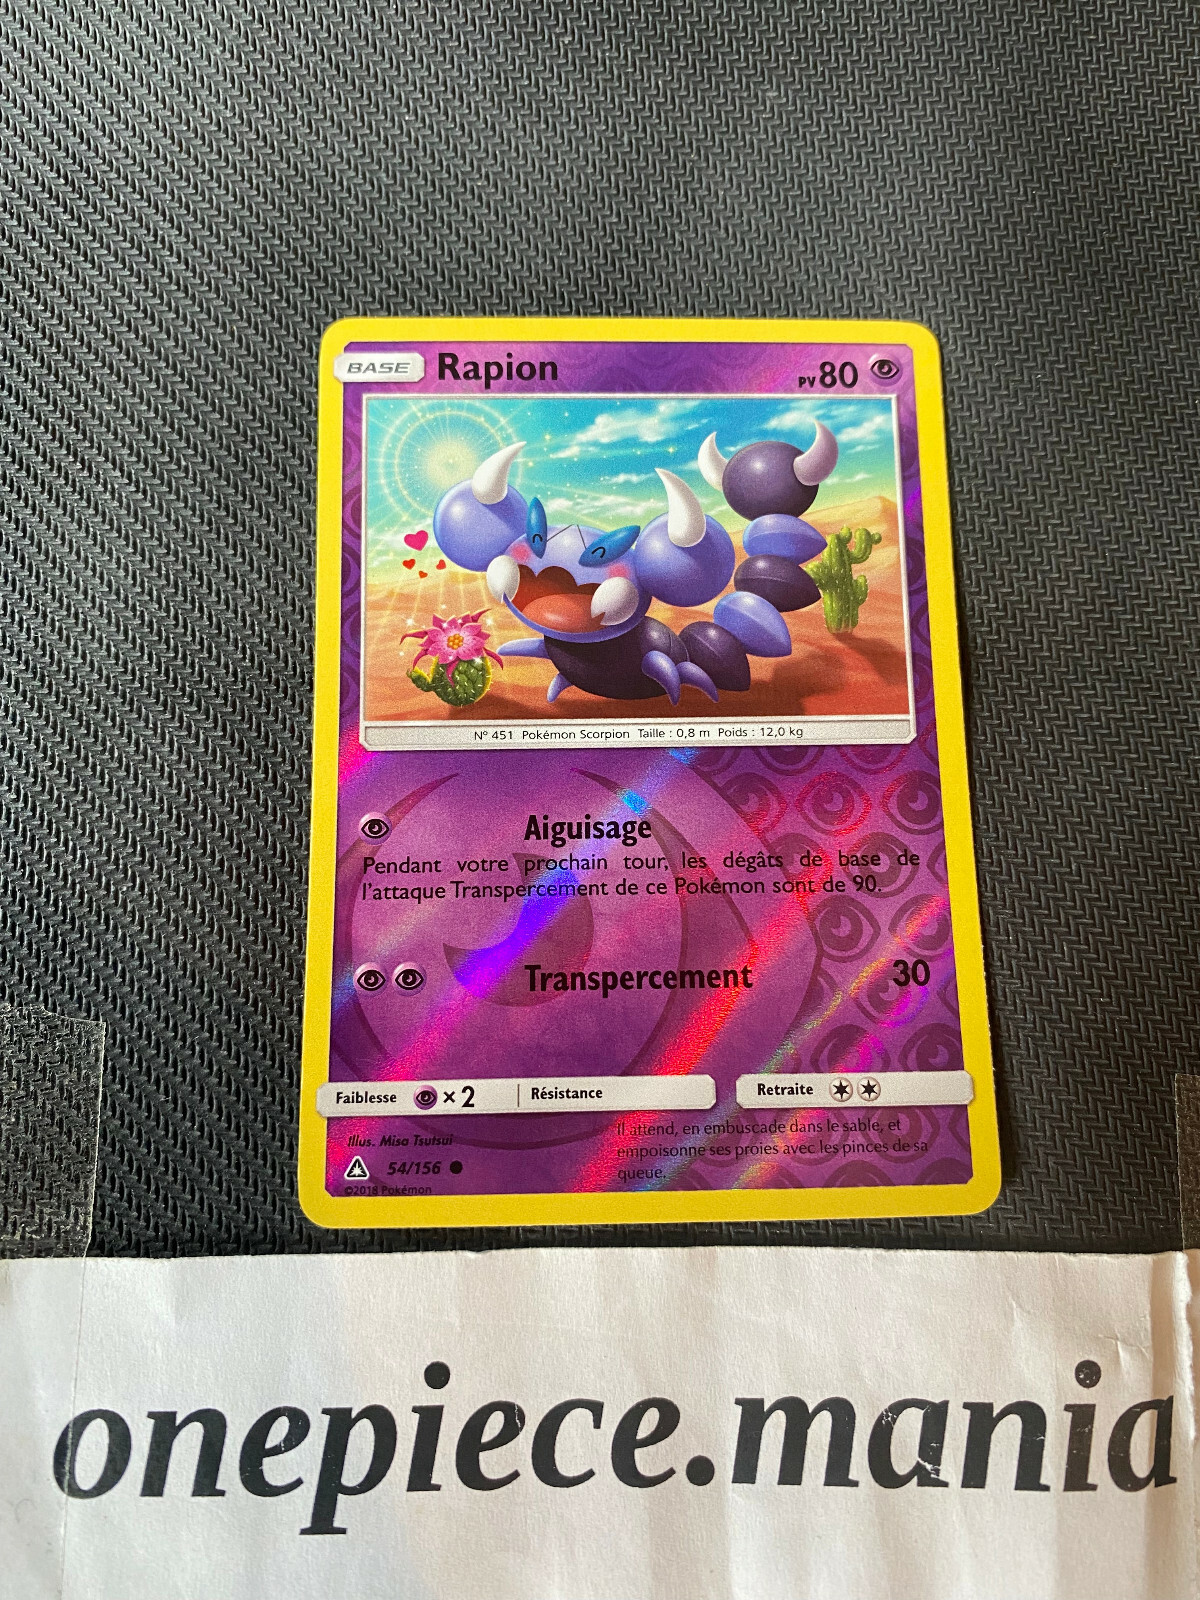 BASE Rapion PV 80
N° 451 Pokémon Scorpion Taille : 0,8 m Poids : 12,0 kg
Aiguisage
Pendant votre prochain tour, les dégâts de base de
l'attaque Transpercement de ce Pokémon sont de 90.
Transpercement 30
Faiblesse × 2 Résistance Retraite
Illus. Misa Tsutsui
54/156
©2018 Pokémon
Il attend, en embuscade dans le sable, et
empoisonne ses proies avec les pinces de sa
queue.
onepiece.mania